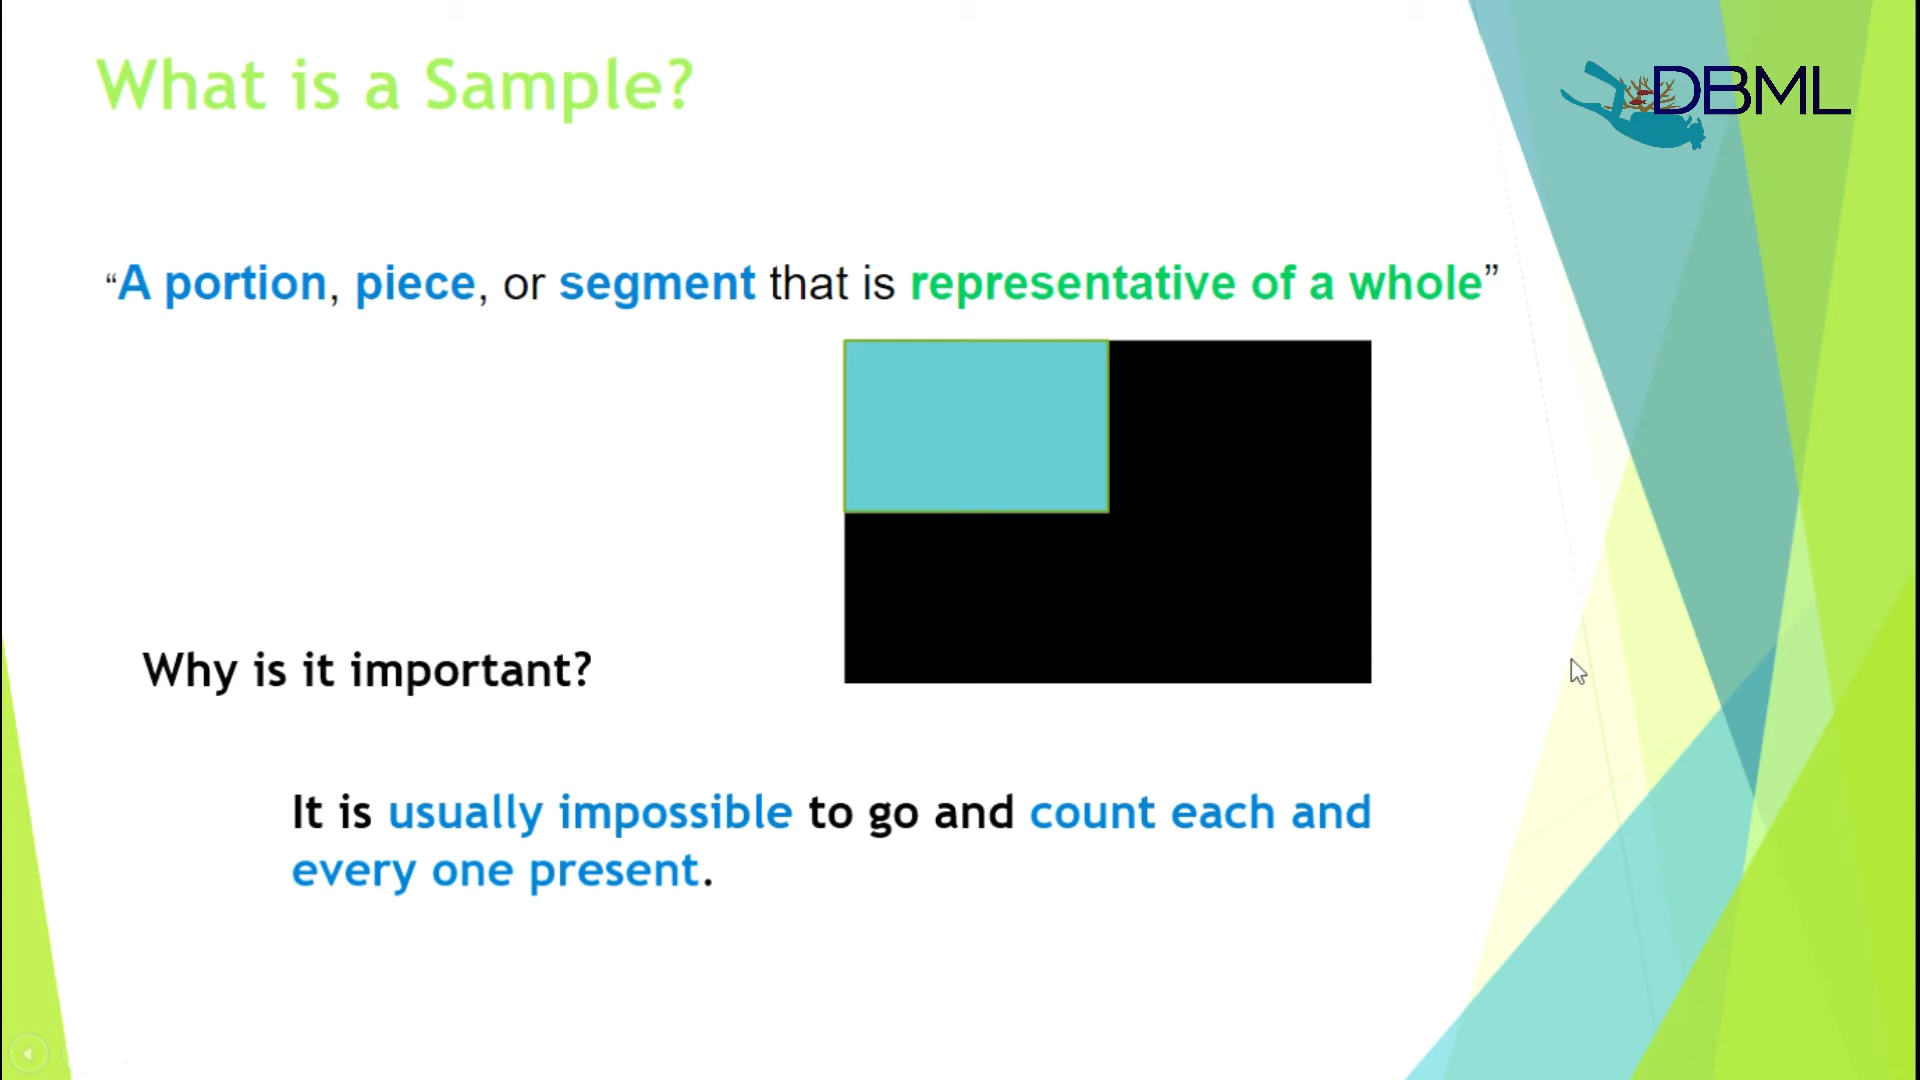 What is a Sample?
DBML
“A portion, piece, or segment that is representative of a whole”
Why is it important?
It is usually impossible to go and count each and
every one present.